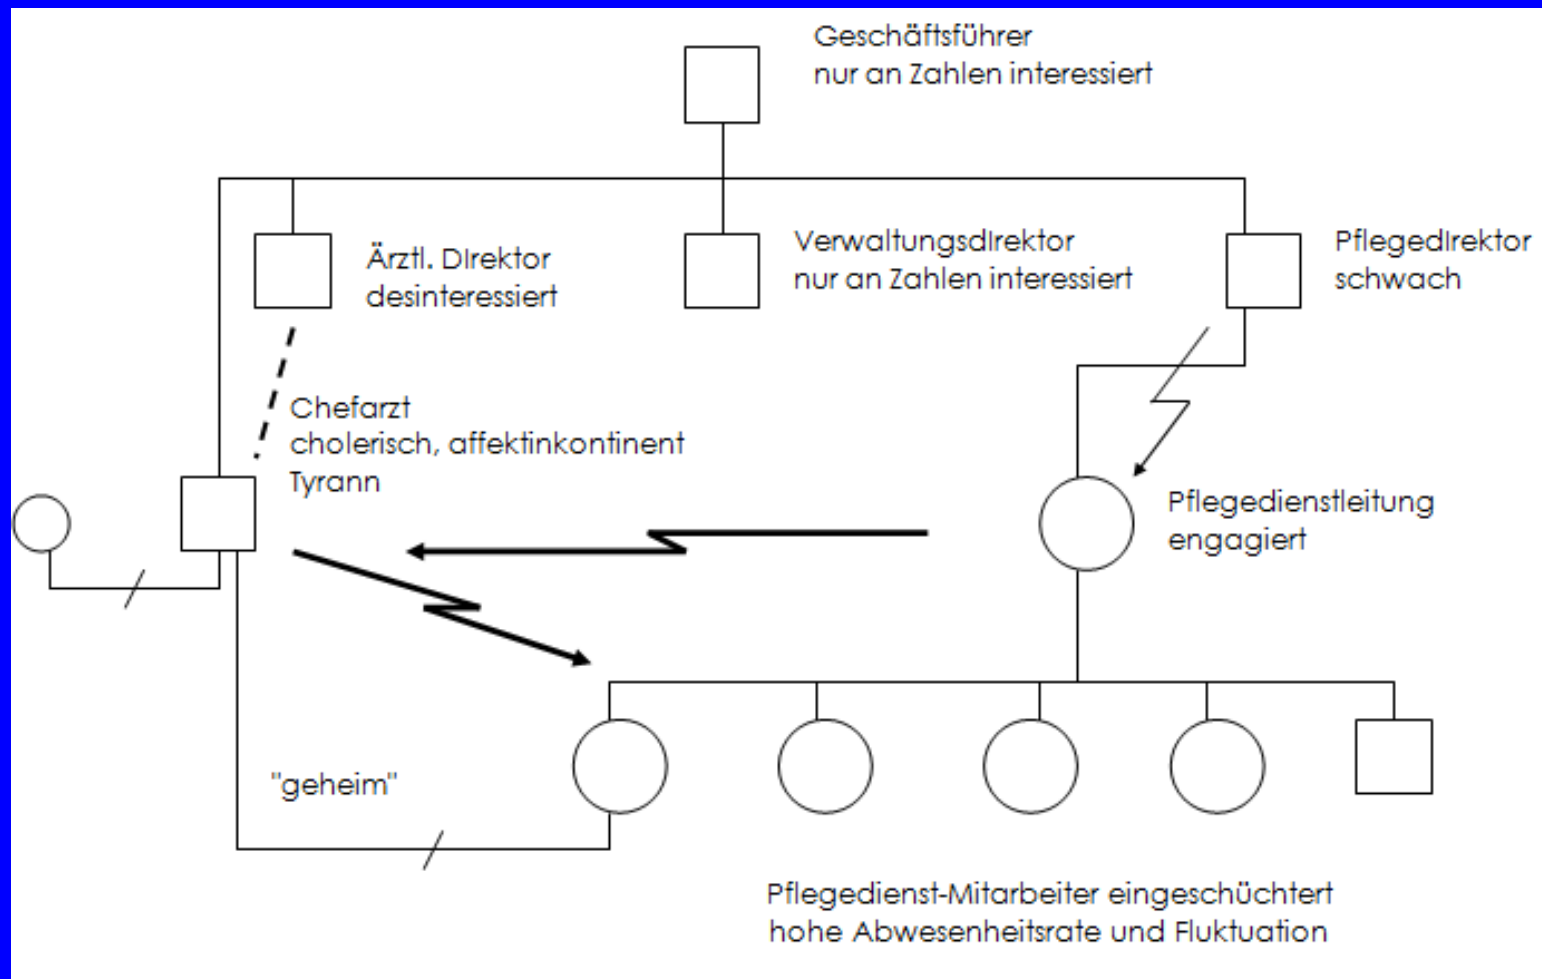 Geschäftsführer
nur an Zahlen interessiert
Ärztl. Direktor
desinteressiert
Verwaltungsdirektor
nur an Zahlen interessiert
Pflegedirektor
schwach
Chefarzt
cholerisch, affektinkontinent
Tyrann
Pflegedienstleitung
engagiert
"geheim"
Pflegedienst-Mitarbeiter eingeschüchtert
hohe Abwesenheitsrate und Fluktuation